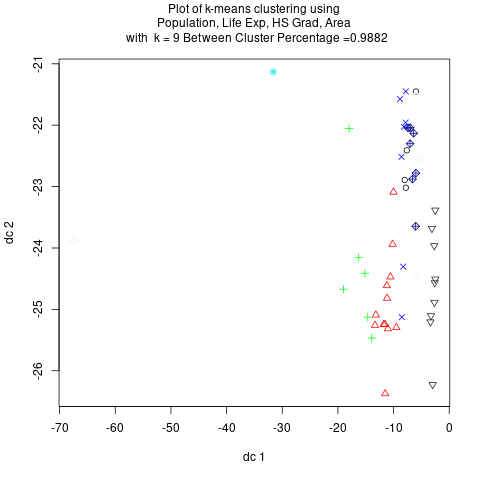 Plot of k-means clustering using
Population, Life Exp, HS Grad, Area
with k = 9 Between Cluster Percentage =0.9882
-21
-22
-23
-24
-25
-26
dc 2
-70 -60 -50 -40 -30 -20 -10 0
dc 1